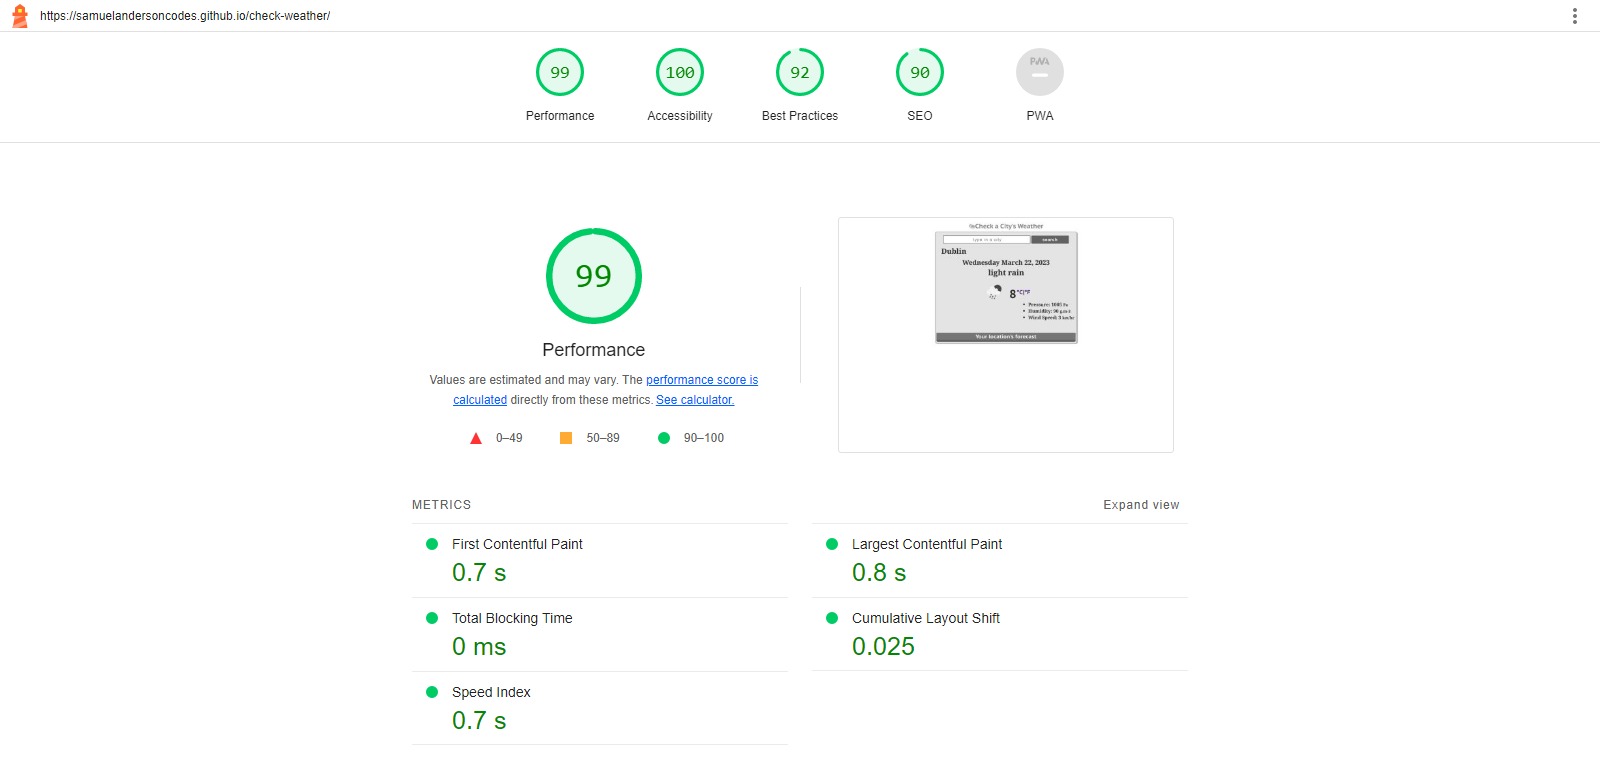 https://samuelandersoncodes.github.io/check-weather/
99
100
92
90
PWA
Performance
Accessibility
Best Practices
SEO
PWA
99
Performance
Values are estimated and may vary. The performance score is
calculated directly from these metrics. See calculator.
0–49
50–89
90–100
Check a City's Weather
type in a city
search
Dublin
Wednesday March 22, 2023
light rain
8 °C|°F
Pressure: 1005
Humidity: 90
Wind Speed: 3
Your location's forecast
METRICS
Expand view
First Contentful Paint
0.7 s
Largest Contentful Paint
0.8 s
Total Blocking Time
0 ms
Cumulative Layout Shift
0.025
Speed Index
0.7 s